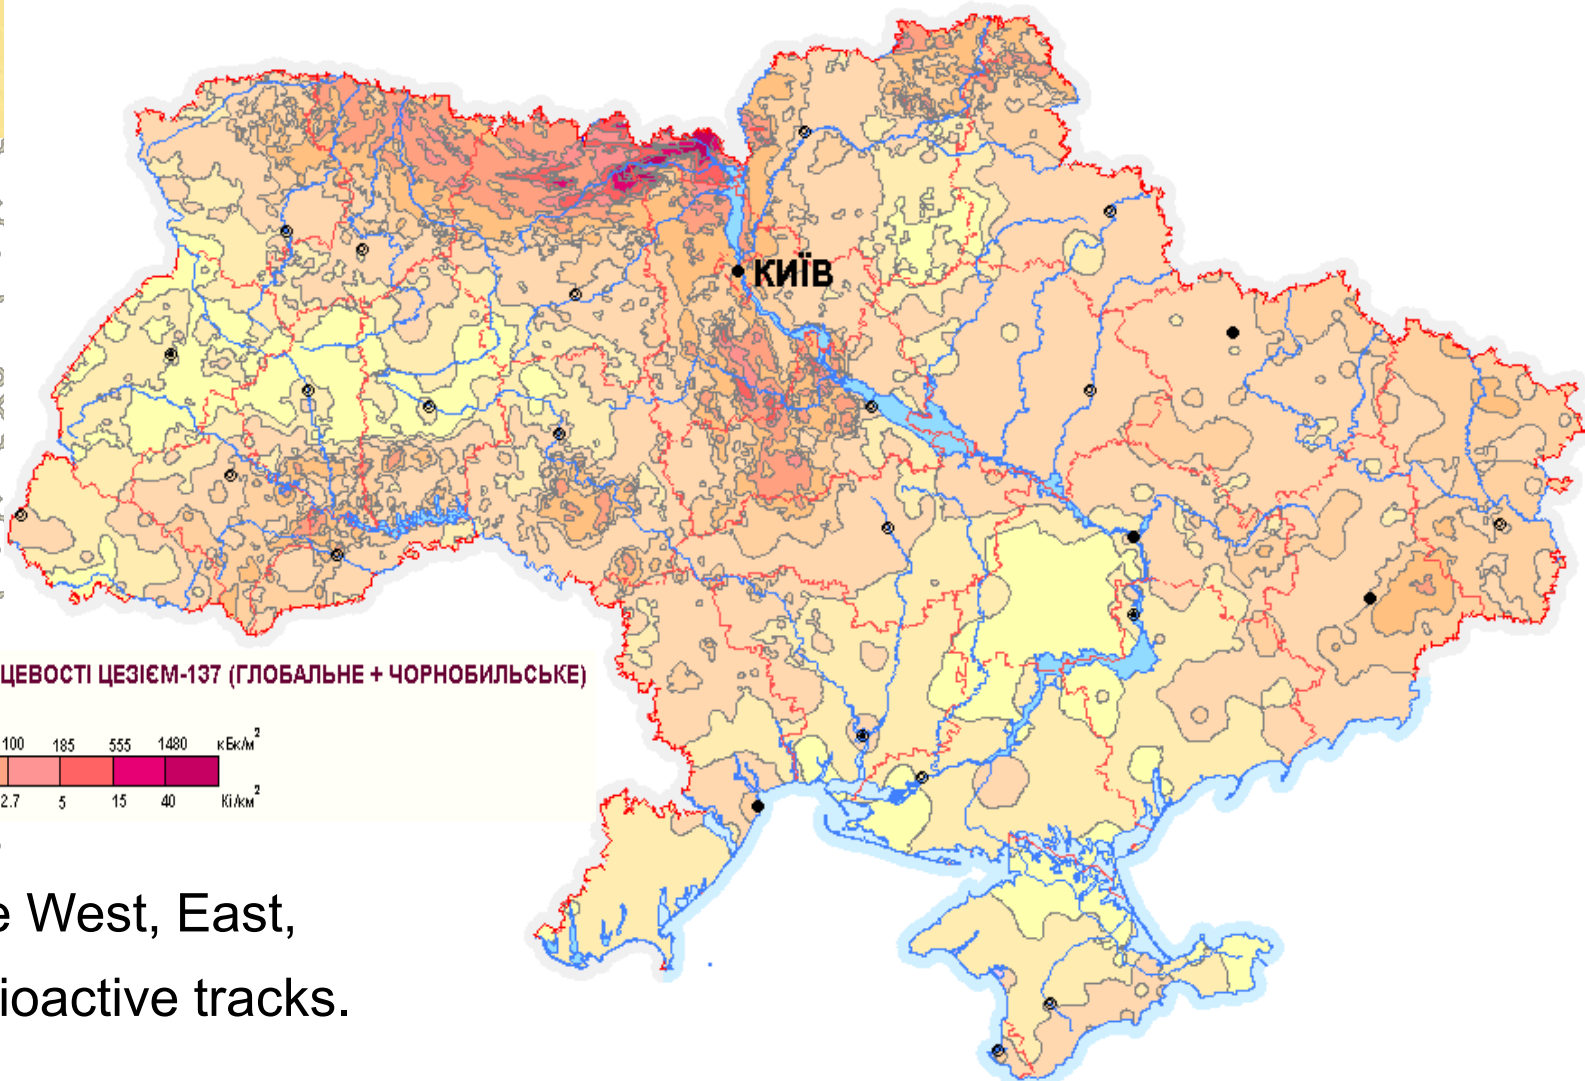 КИЇВ
ЦЕВОСТІ ЦЕЗІЄМ-137 (ГЛОБАЛЬНЕ + ЧОРНОБИЛЬСЬКЕ)
100 185 555 1480 кБк/м²
2.7 5 15 40 Кі/км²
e West, East,
ioactive tracks.